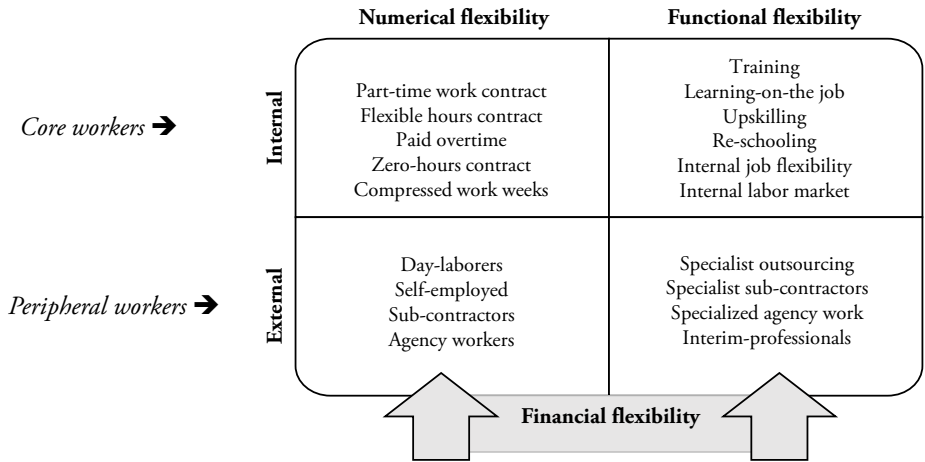 Numerical flexibility
Functional flexibility
Core workers ➔
Internal
Part-time work contract
Flexible hours contract
Paid overtime
Zero-hours contract
Compressed work weeks
Training
Learning-on-the job
Upskilling
Re-schooling
Internal job flexibility
Internal labor market
Peripheral workers ➔
External
Day-laborers
Self-employed
Sub-contractors
Agency workers
Specialist outsourcing
Specialist sub-contractors
Specialized agency work
Interim-professionals
Financial flexibility